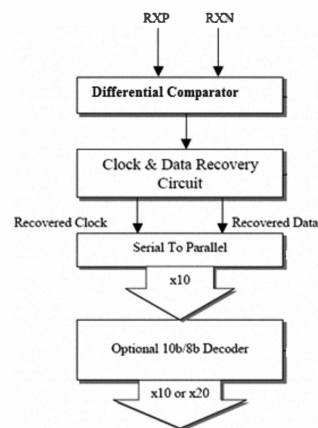 RXP RXN
Differential Comparator
Clock & Data Recovery
Circuit
Recovered Clock Recovered Data
Serial To Parallel
x10
Optional 10b/8b Decoder
x10 or x20